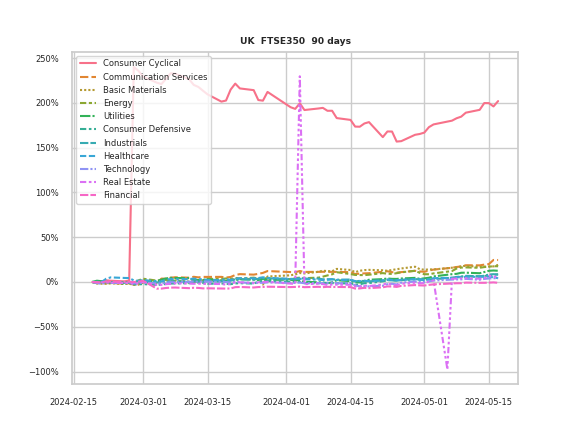 UK FTSE350 90 days
250%
200%
150%
100%
50%
0%
−50%
−100%
Consumer Cyclical
Communication Services
Basic Materials
Energy
Utilities
Consumer Defensive
Industrials
Healthcare
Technology
Real Estate
Financial
2024-02-15 2024-03-01 2024-03-15 2024-04-01 2024-04-15 2024-05-01 2024-05-15